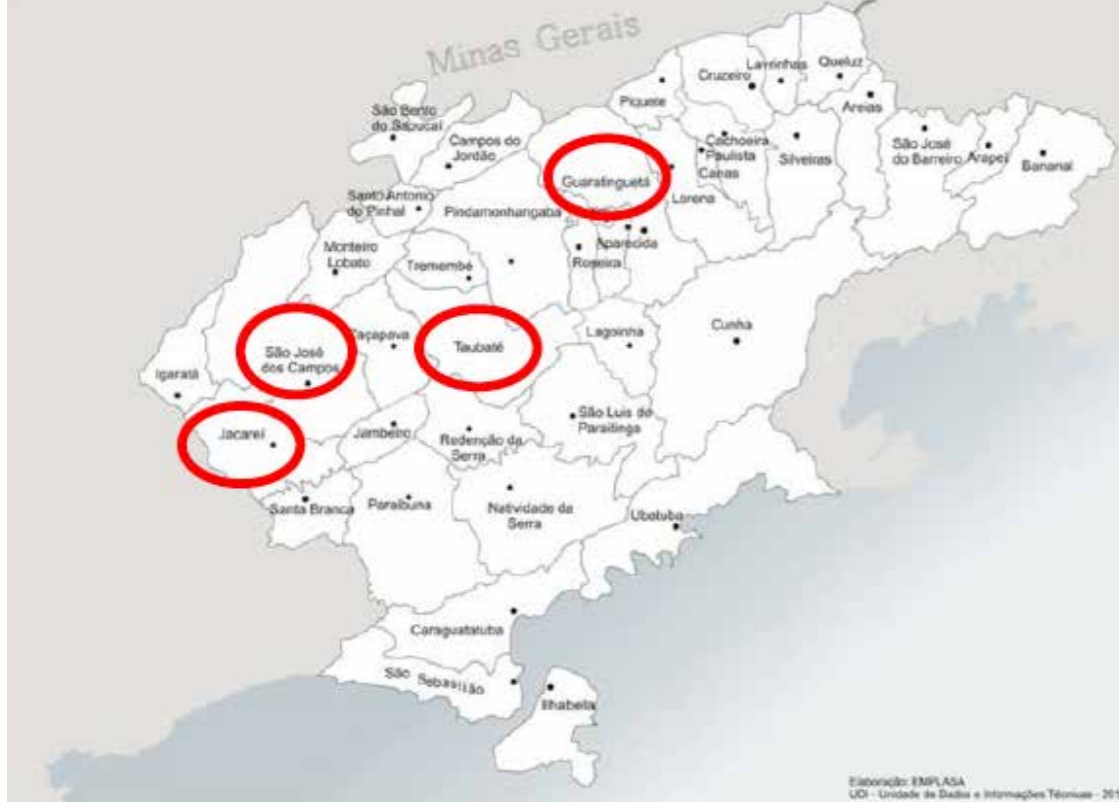 Minas Gerais
Lavrinhas
Queluz
Cruzeiro
Piquete
Areias
São Bento
do Sapucaí
Campos do
Jordão
Cachoeira
Paulista
Canas
Silveiras
São José
do Barreiro
Arapeí
Bananal
Guaratinguetá
Santo Antonio
do Pinhal
Pindamonhangaba
Lorena
Monteiro
Lobato
Tremembé
Roseira
Aparecida
São José
dos Campos
Caçapava
Taubaté
Lagoinha
Cunha
Igaratá
Jacareí
Jambeiro
Redenção da
Serra
São Luis do
Paraitinga
Santa Branca
Paraibuna
Natividade da
Serra
Ubatuba
Caraguatatuba
São Sebastião
Ilhabela
Elaboração: EMPLASA
UDI - Unidade de Dados e Informações Técnicas -